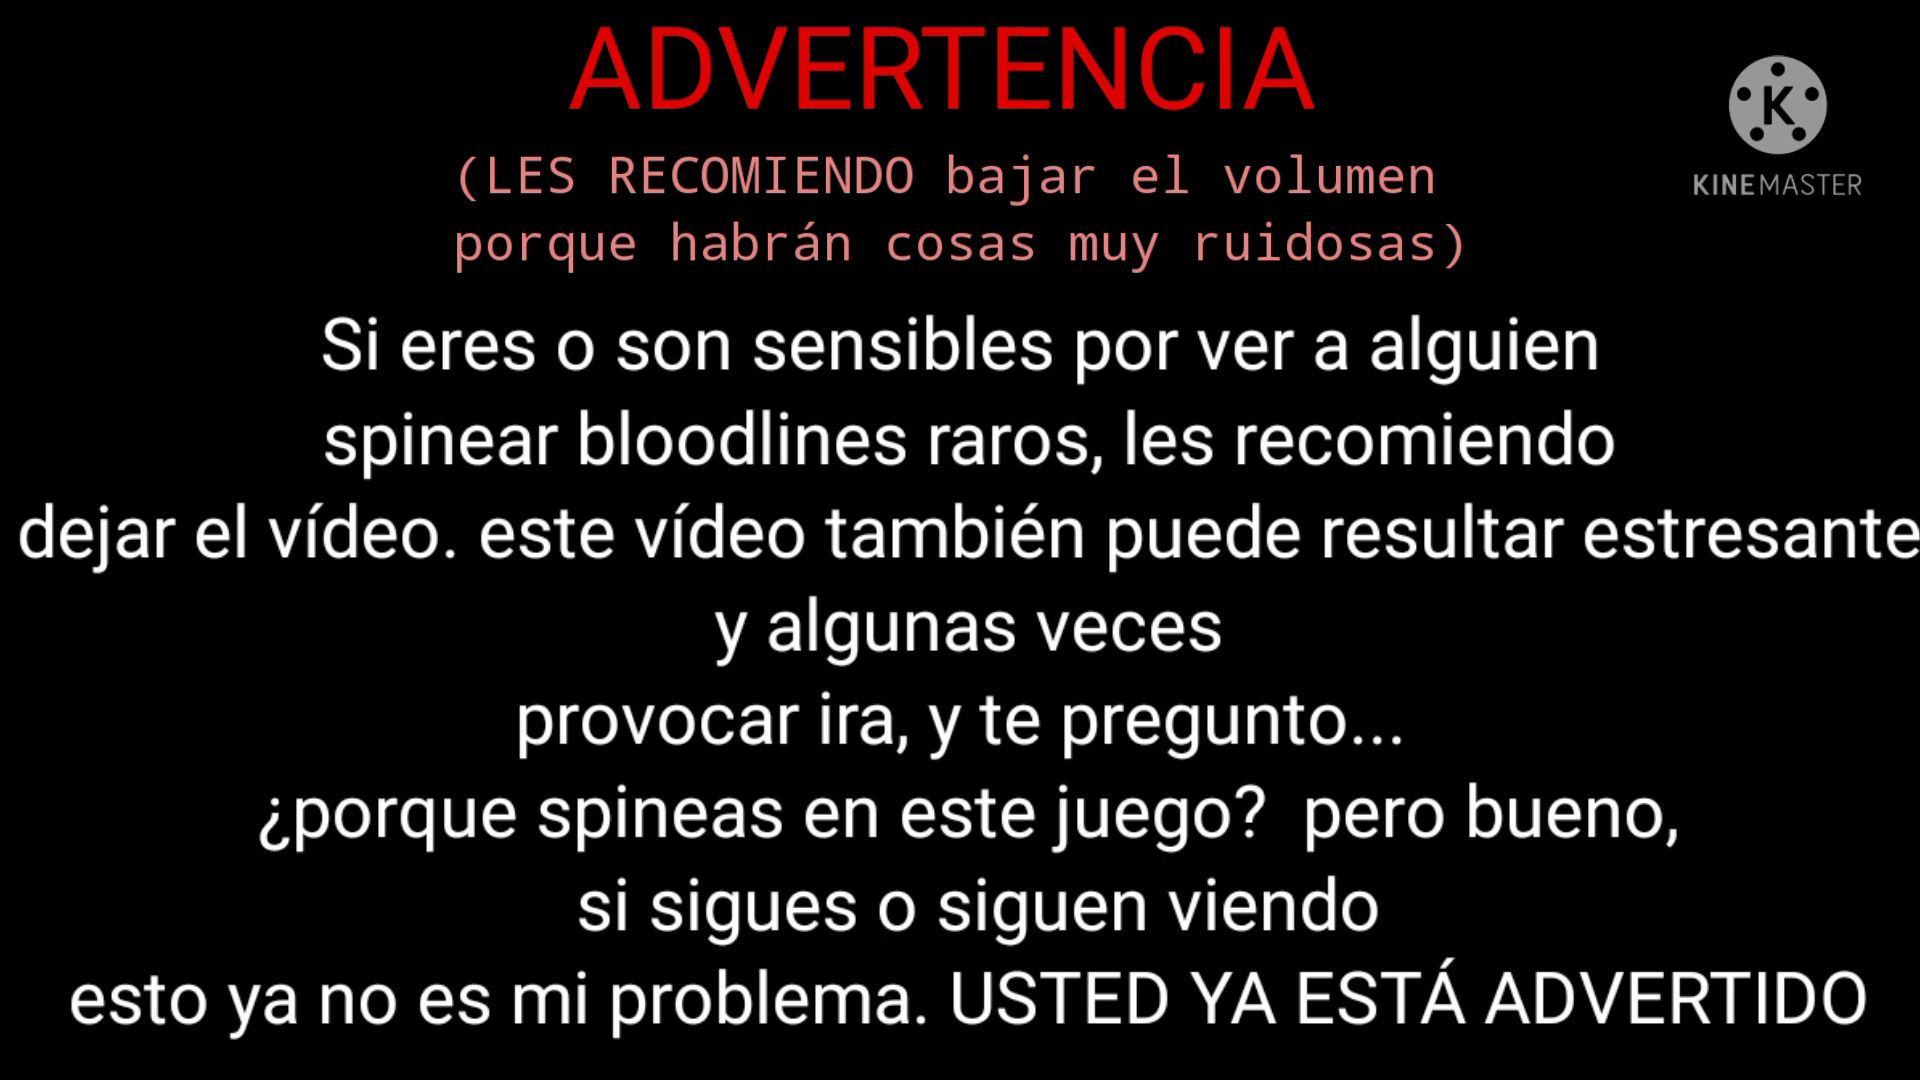 ADVERTENCIA
(LES RECOMIENDO bajar el volumen
porque habrán cosas muy ruidosas)
K
KINEMASTER
Si eres o son sensibles por ver a alguien
spinear bloodlines raros, les recomiendo
dejar el vídeo. este vídeo también puede resultar estresante
y algunas veces
provocar ira, y te pregunto...
¿porque spineas en este juego? pero bueno,
si sigues o siguen viendo
esto ya no es mi problema. USTED YA ESTÁ ADVERTIDO